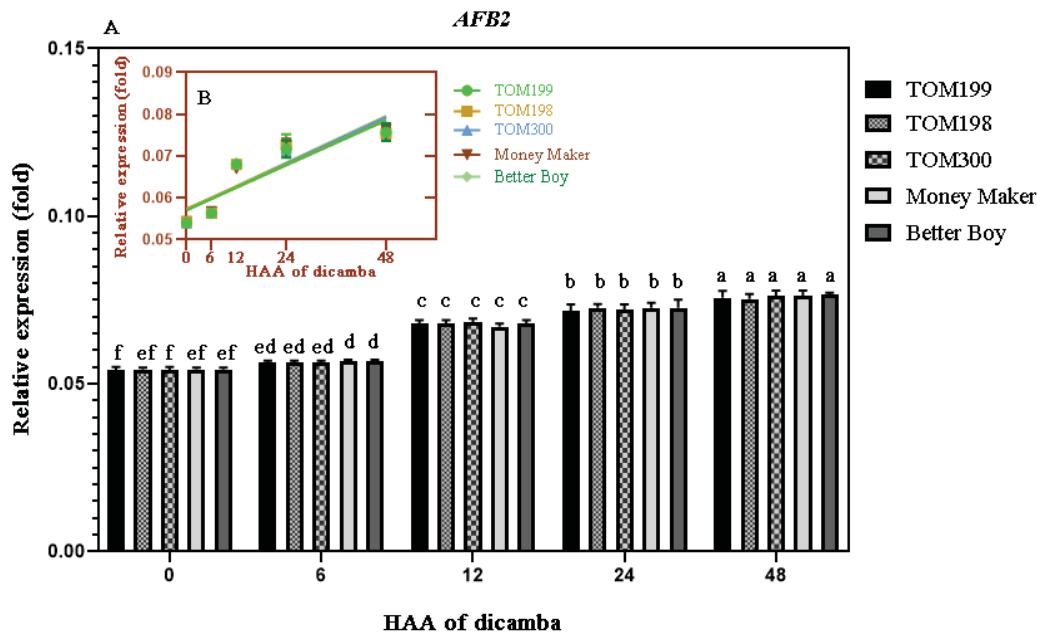 AFB2
A
0.15
0.10
0.05
0.00
Relative expression (fold)
B
0.09
0.08
0.07
0.06
0.05
Relative expression (fold)
0 6 12 24 48
HAA of dicamba
TOM199
TOM198
TOM300
Money Maker
Better Boy
TOM199
TOM198
TOM300
Money Maker
Better Boy
f ef f ef ef
ed ed ed d d
c c c c c
b b b b b
a a a a a
0 6 12 24 48
HAA of dicamba